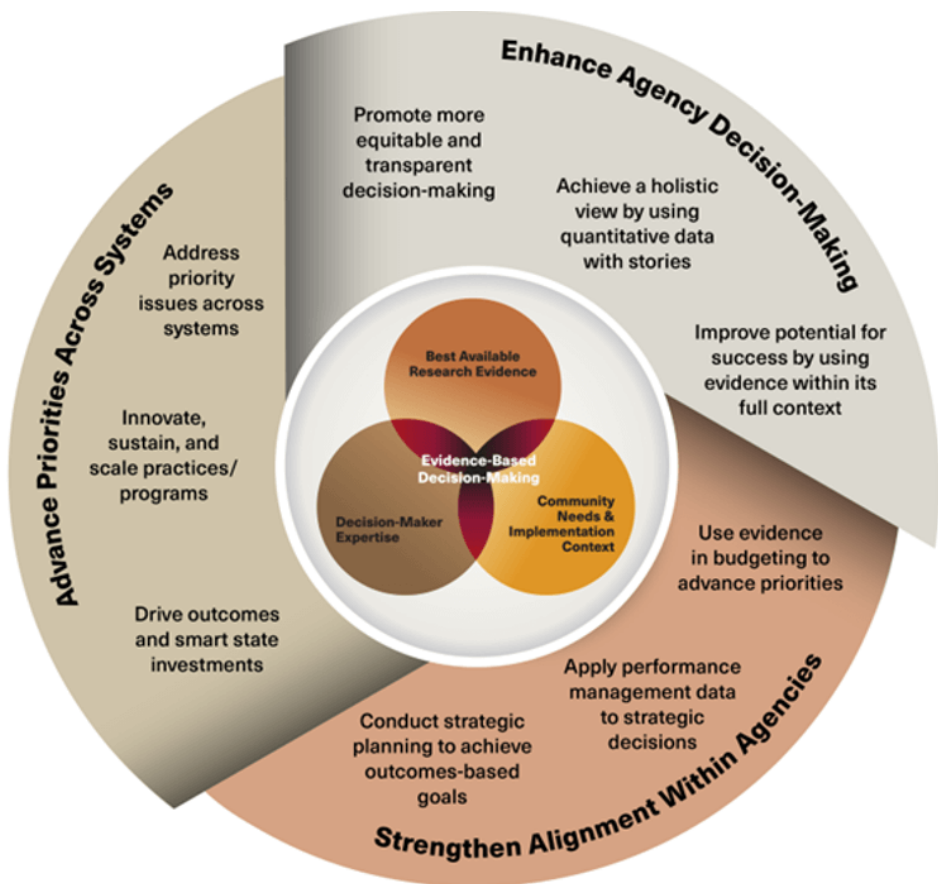 Enhance Agency Decision-Making
Promote more
equitable and
transparent
decision-making
Achieve a holistic
view by using
quantitative data
with stories
Improve potential for
success by using
evidence within its
full context
Strengthen Alignment Within Agencies
Use evidence
in budgeting to
advance priorities
Apply performance
management data
to strategic
decisions
Conduct strategic
planning to achieve
outcomes-based
goals
Advance Priorities Across Systems
Address
priority
issues across
systems
Innovate,
sustain, and
scale practices/
programs
Drive outcomes
and smart state
investments
Best Available
Research Evidence
Evidence-Based
Decision-Making
Decision-Maker
Expertise
Community
Needs &
Implementation
Context